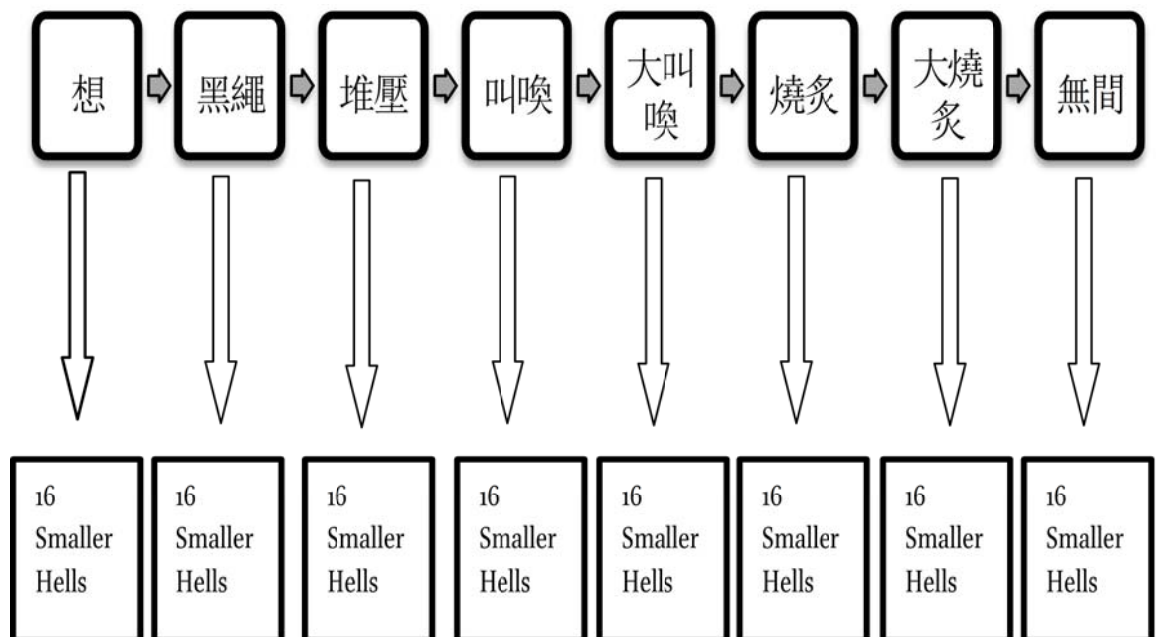 想
黑繩
堆壓
叫喚
大叫
喚
燒炙
大燒
炙
無間
16
Smaller
Hells
16
Smaller
Hells
16
Smaller
Hells
16
Smaller
Hells
16
Smaller
Hells
16
Smaller
Hells
16
Smaller
Hells
16
Smaller
Hells